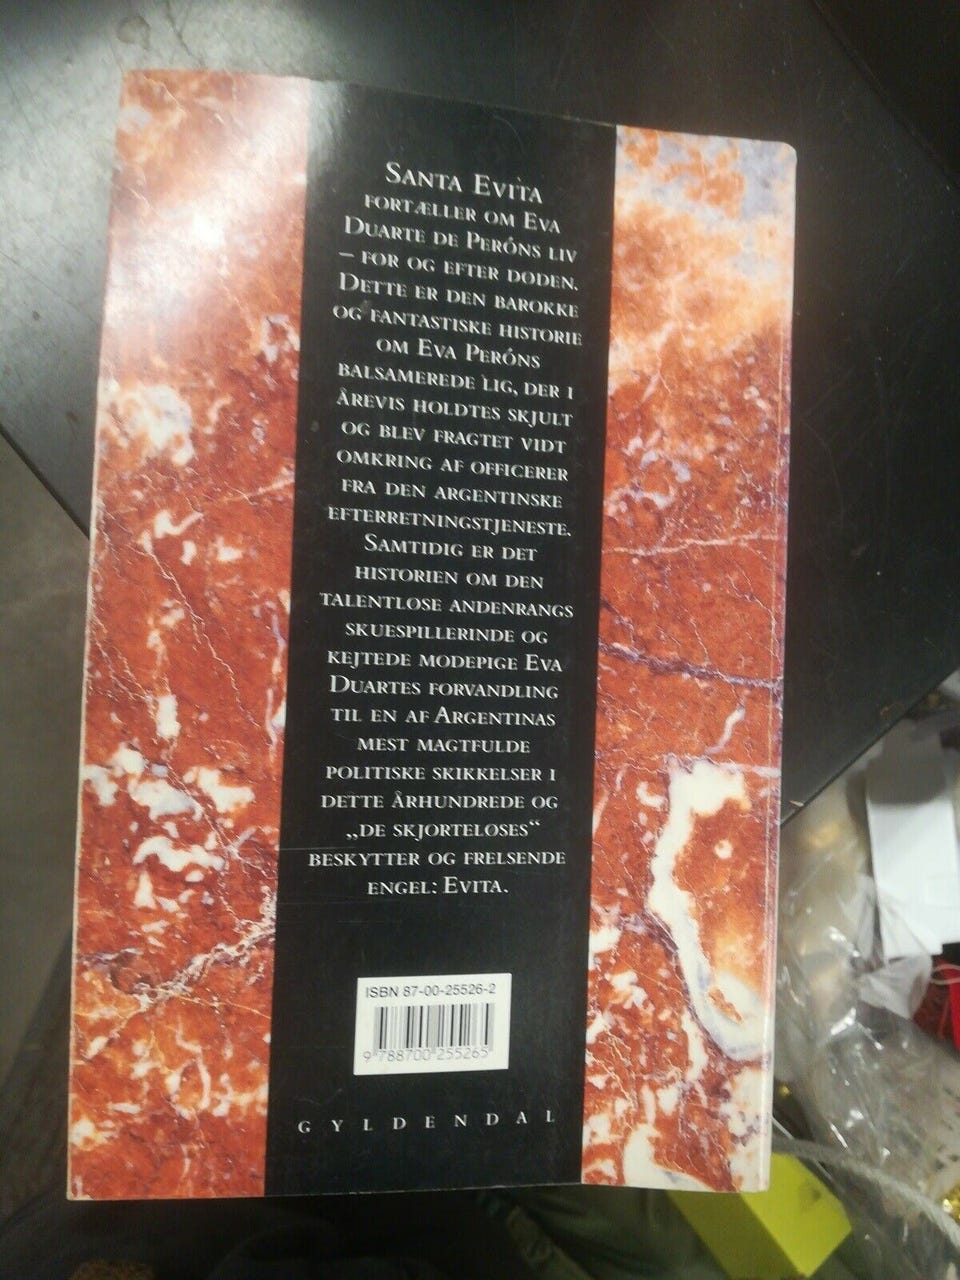 SANTA EVITA
FORTÆLLER OM EVA
DUARTE DE PERÓNS LIV
– FØR OG EFTER DØDEN.
DETTE ER DEN BAROKKE
OG FANTASTISKE HISTORIE
OM EVA PERÓNS
BALSAMEREDE LIG, DER I
ÅREVIS HOLDTES SKJULT
OG BLEV FRAGTET VIDT
OMKRING AF OFFICERER
FRA DEN ARGENTINSKE
EFTERRETNINGSTJENESTE.
SAMTIDIG ER DET
HISTORIEN OM DEN
TALENTLØSE ANDENRANGS
SKUESPILLERINDE OG
KEJTEDE MODEPIGE EVA
DUARTES FORVANDLING
TIL EN AF ARGENTINAS
MEST MAGTFULDE
POLITISKE SKIKKELSER I
DETTE ÅRHUNDREDE OG
„DE SKJORTELØSES“
BESKYTTER OG FRELSENDE
ENGEL: EVITA.
ISBN 87-00-25526-2
9 788700 255265
GYLDENDAL